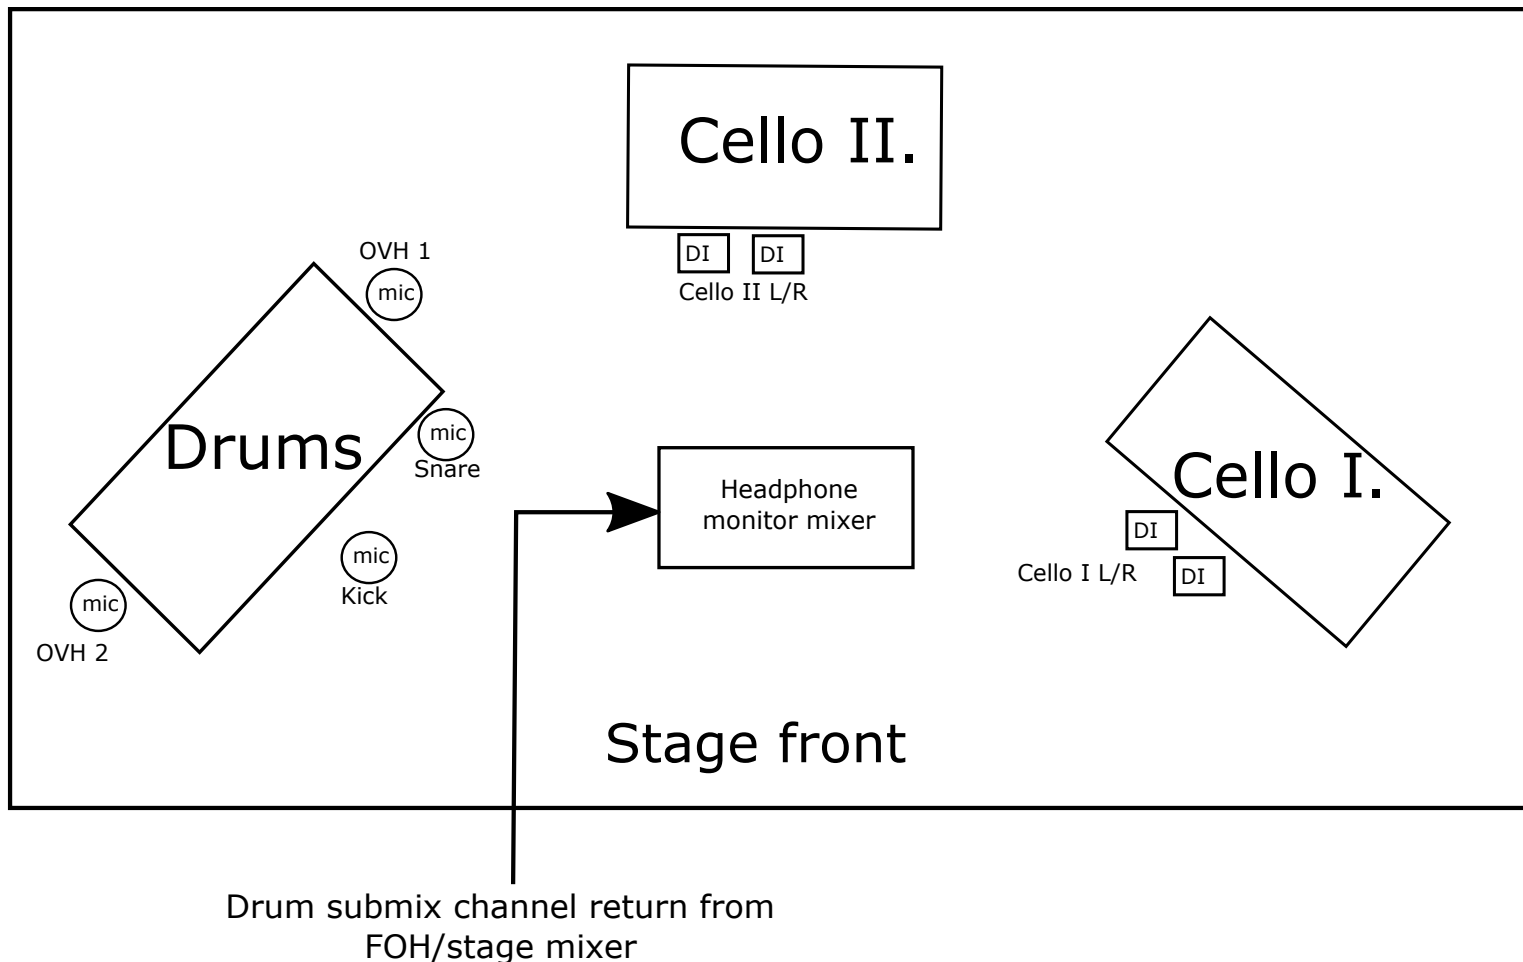 Cello II.
DI DI
Cello II L/R
OVH 1
mic
Drums
mic
Snare
mic
Kick
mic
OVH 2
Headphone
monitor mixer
Cello I.
DI
Cello I L/R
DI
Stage front
Drum submix channel return from
FOH/stage mixer